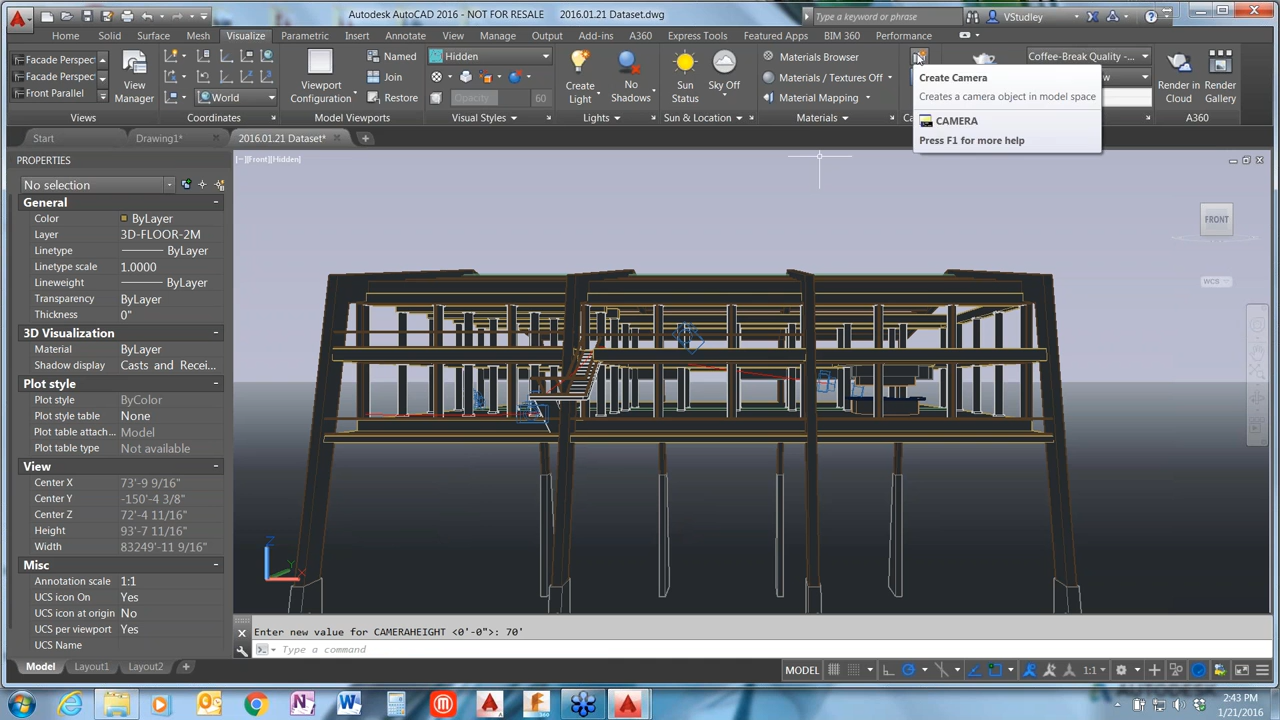 Autodesk AutoCAD 2016 - NOT FOR RESALE    2016.01.21 Dataset.dwg
Type a keyword or phrase
VStudley
Home Solid Surface Mesh Visualize Parametric Insert Annotate View Manage Output Add-ins A360 Express Tools Featured Apps BIM 360 Performance
Facade Perspect
Facade Perspect
Front Parallel
View Manager
Views
World
Coordinates
Viewport Configuration
Named
Join
Restore
Model Viewports
Hidden
Opacity 60
Visual Styles
Create Light
No Shadows
Lights
Sun Status
Sky Off
Sun & Location
Materials Browser
Materials / Textures Off
Material Mapping
Materials
Coffee-Break Quality - ...
Render in Cloud
Render Gallery
A360
Create Camera
Creates a camera object in model space
CAMERA
Press F1 for more help
Start
Drawing1*
2016.01.21 Dataset*
[−][Front][Hidden]
FRONT
WCS
PROPERTIES
No selection
General
Color ByLayer
Layer 3D-FLOOR-2M
Linetype ByLayer
Linetype scale 1.0000
Lineweight ByLayer
Transparency ByLayer
Thickness 0"
3D Visualization
Material ByLayer
Shadow display Casts and Recei...
Plot style
Plot style ByColor
Plot style table None
Plot table attach... Model
Plot table type Not available
View
Center X 73'-9 9/16"
Center Y -150'-4 3/8"
Center Z 72'-4 11/16"
Height 93'-7 11/16"
Width 83249'-11 9/16"
Misc
Annotation scale 1:1
UCS icon On Yes
UCS icon at origin No
UCS per viewport Yes
UCS Name
Z
Y
X
Enter new value for CAMERAHEIGHT <0'-0">: 70'
Type a command
Model Layout1 Layout2
MODEL
1:1
2:43 PM
1/21/2016